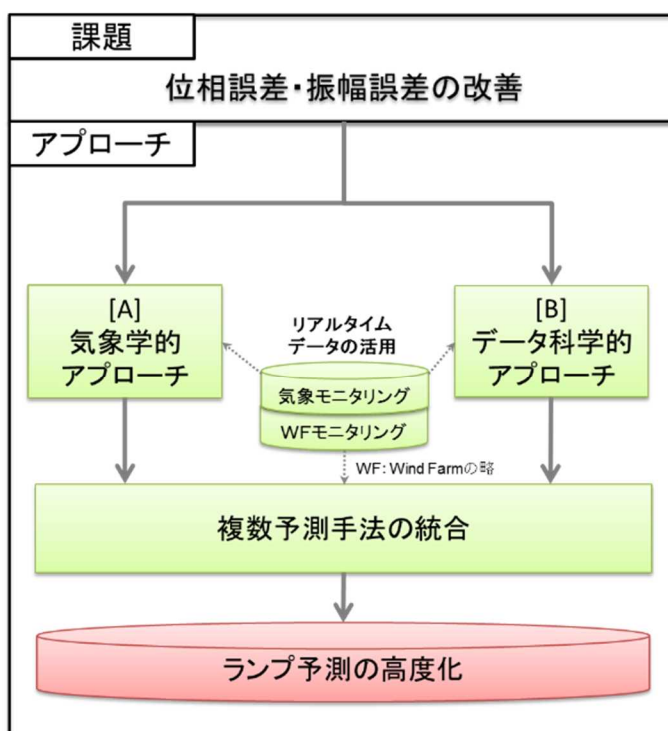 課題
位相誤差・振幅誤差の改善
アプローチ
[A]
気象学的
アプローチ
リアルタイム
データの活用
気象モニタリング
WFモニタリング
[B]
データ科学的
アプローチ
WF: Wind Farmの略
複数予測手法の統合
ランプ予測の高度化